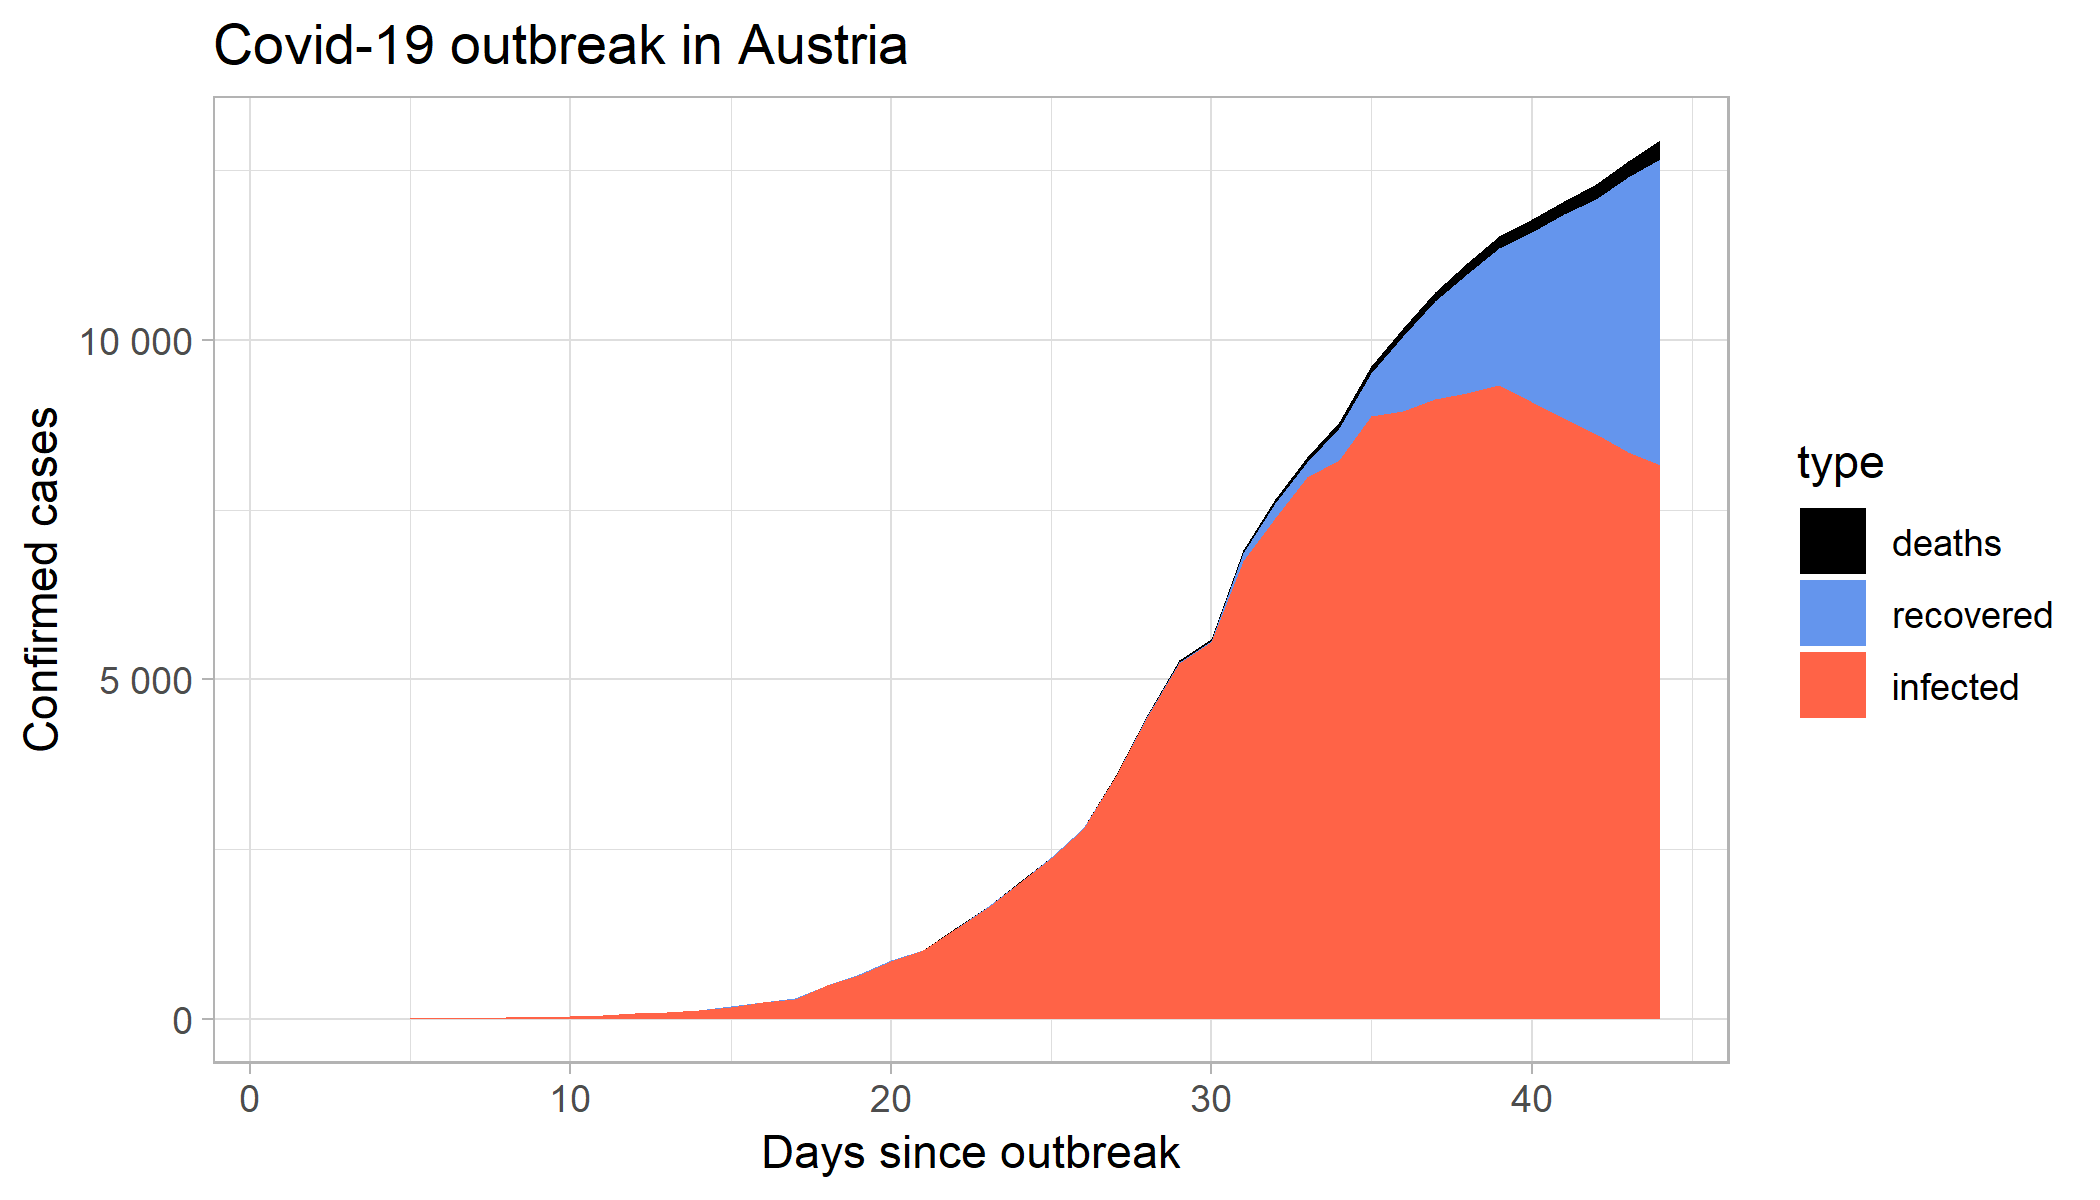 Covid-19 outbreak in Austria
Confirmed cases
10 000
5 000
0
0 10 20 30 40
Days since outbreak
type
deaths
recovered
infected